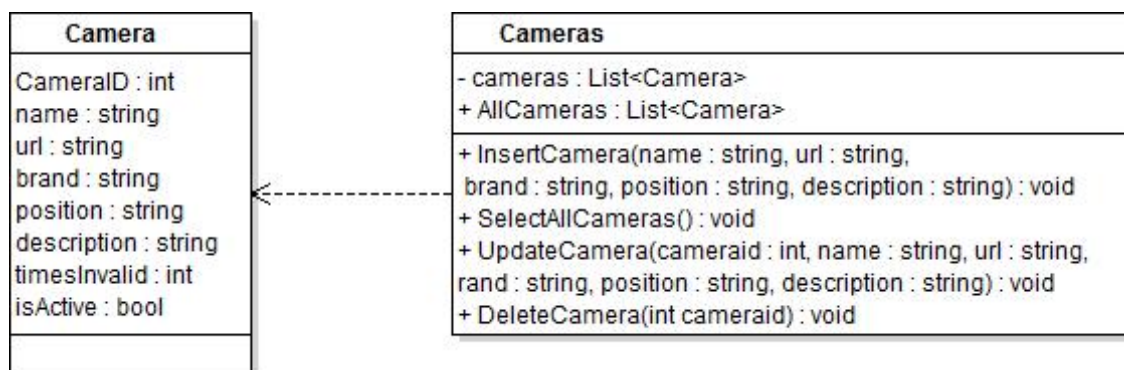 Camera
CameraID : int
name : string
url : string
brand : string
position : string
description : string
timesInvalid : int
isActive : bool
Cameras
- cameras : List<Camera>
+ AllCameras : List<Camera>
+ InsertCamera(name : string, url : string,
brand : string, position : string, description : string) : void
+ SelectAllCameras() : void
+ UpdateCamera(cameraid : int, name : string, url : string,
rand : string, position : string, description : string) : void
+ DeleteCamera(int cameraid) : void